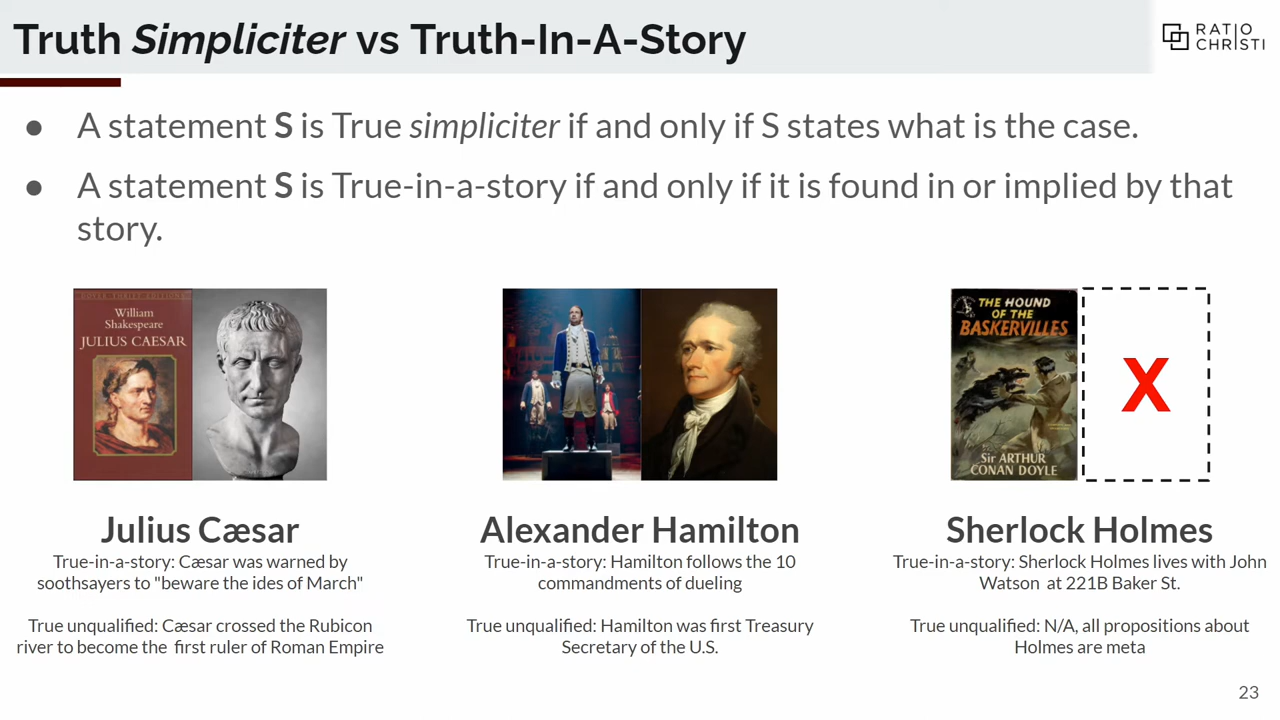 Truth Simpliciter vs Truth-In-A-Story
RATIO
CHRISTI
● A statement S is True simpliciter if and only if S states what is the case.
● A statement S is True-in-a-story if and only if it is found in or implied by that
story.
DOVER THRIFT EDITIONS
William
Shakespeare
JULIUS CAESAR
THE HOUND
OF THE
BASKERVILLES
Sir ARTHUR
CONAN DOYLE
X
Julius Cæsar
True-in-a-story: Cæsar was warned by
soothsayers to "beware the ides of March"
True unqualified: Cæsar crossed the Rubicon
river to become the first ruler of Roman Empire
Alexander Hamilton
True-in-a-story: Hamilton follows the 10
commandments of dueling
True unqualified: Hamilton was first Treasury
Secretary of the U.S.
Sherlock Holmes
True-in-a-story: Sherlock Holmes lives with John
Watson at 221B Baker St.
True unqualified: N/A, all propositions about
Holmes are meta
23